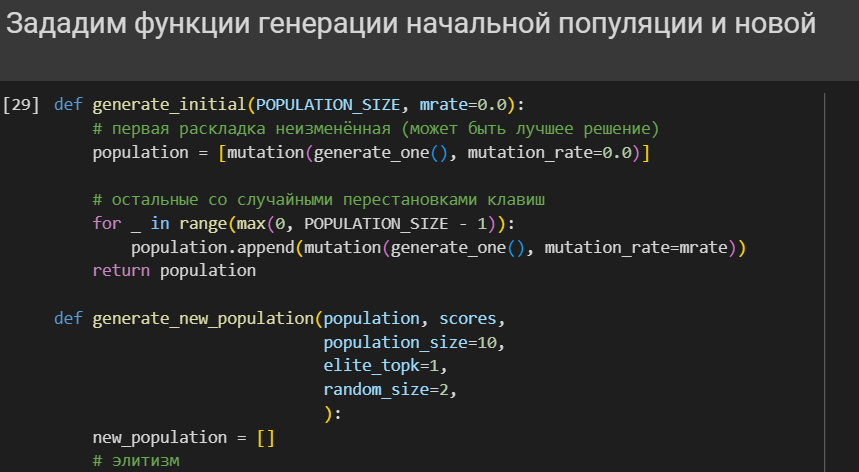 Зададим функции генерации начальной популяции и новой
[29] def generate_initial(POPULATION_SIZE, mrate=0.0):
# первая раскладка неизменённая (может быть лучшее решение)
population = [mutation(generate_one(), mutation_rate=0.0)]
# остальные со случайными перестановками клавиш
for _ in range(max(0, POPULATION_SIZE - 1)):
population.append(mutation(generate_one(), mutation_rate=mrate))
return population
def generate_new_population(population, scores,
population_size=10,
elite_topk=1,
random_size=2,
):
new_population = []
# элитизм